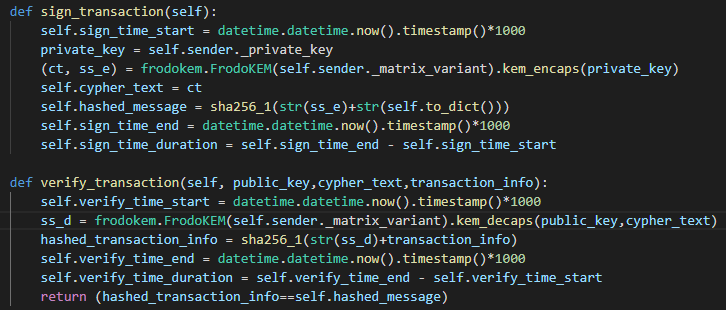 def sign_transaction(self):
    self.sign_time_start = datetime.datetime.now().timestamp()*1000
    private_key = self.sender._private_key
    (ct, ss_e) = frodokem.FrodoKEM(self.sender._matrix_variant).kem_encaps(private_key)
    self.cypher_text = ct
    self.hashed_message = sha256_1(str(ss_e)+str(self.to_dict()))
    self.sign_time_end = datetime.datetime.now().timestamp()*1000
    self.sign_time_duration = self.sign_time_end - self.sign_time_start

def verify_transaction(self, public_key,cypher_text,transaction_info):
    self.verify_time_start = datetime.datetime.now().timestamp()*1000
    ss_d = frodokem.FrodoKEM(self.sender._matrix_variant).kem_decaps(public_key,cypher_text)
    hashed_transaction_info = sha256_1(str(ss_d)+transaction_info)
    self.verify_time_end = datetime.datetime.now().timestamp()*1000
    self.verify_time_duration = self.verify_time_end - self.verify_time_start
    return (hashed_transaction_info==self.hashed_message)